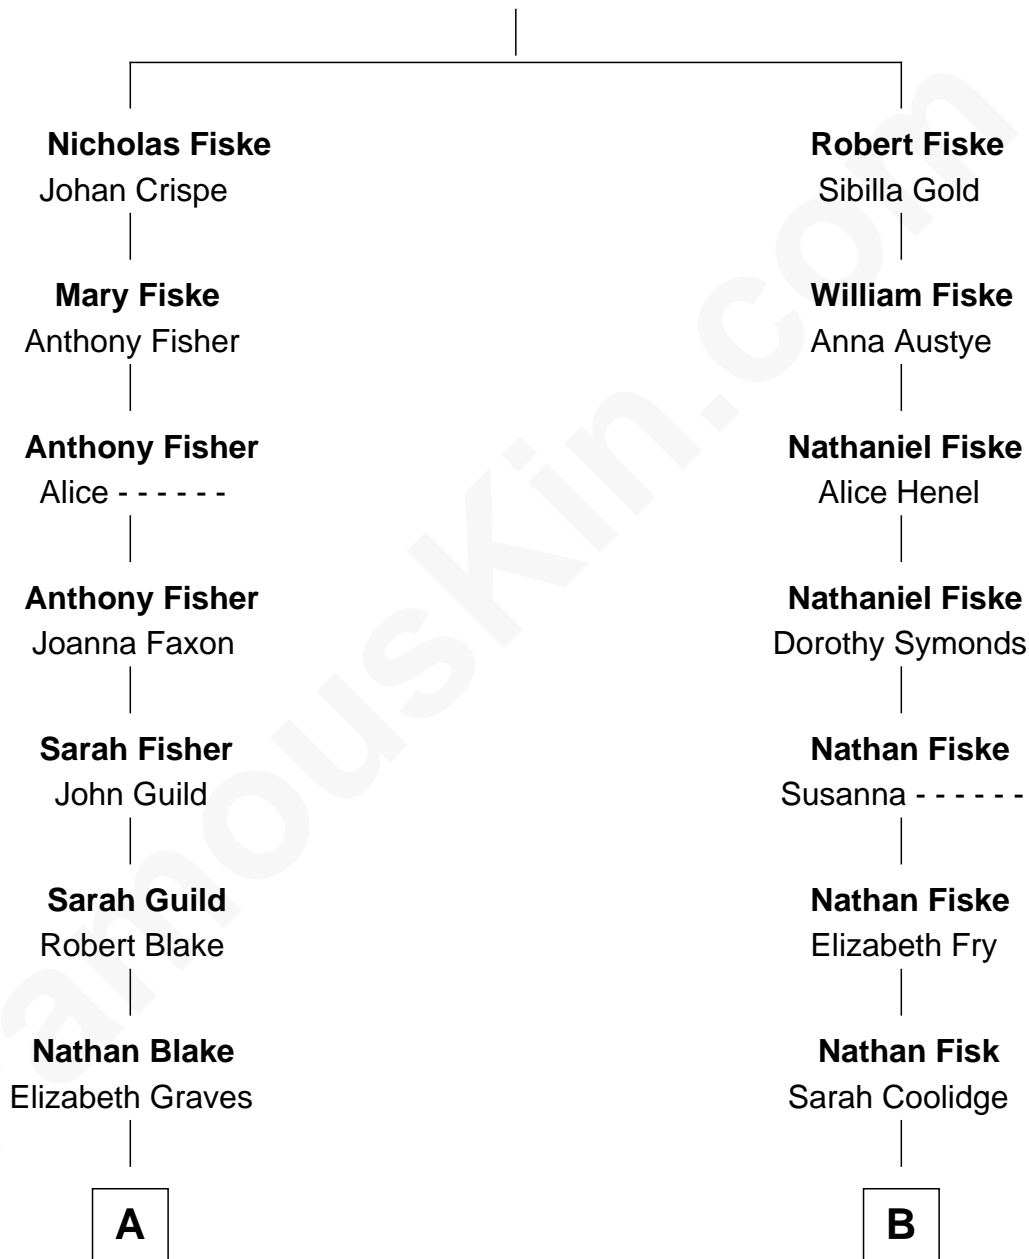 Nicholas Fiske
Johan Crispe
Robert Fiske
Sibilla Gold
Mary Fiske
Anthony Fisher
William Fiske
Anna Austye
Anthony Fisher
Alice - - - - - -
Nathaniel Fiske
Alice Henel
Anthony Fisher
Joanna Faxon
Nathaniel Fiske
Dorothy Symonds
Sarah Fisher
John Guild
Nathan Fiske
Susanna - - - - - -
Sarah Guild
Robert Blake
Nathan Fiske
Elizabeth Fry
Nathan Blake
Elizabeth Graves
Nathan Fisk
Sarah Coolidge
A
B
amousKin.com